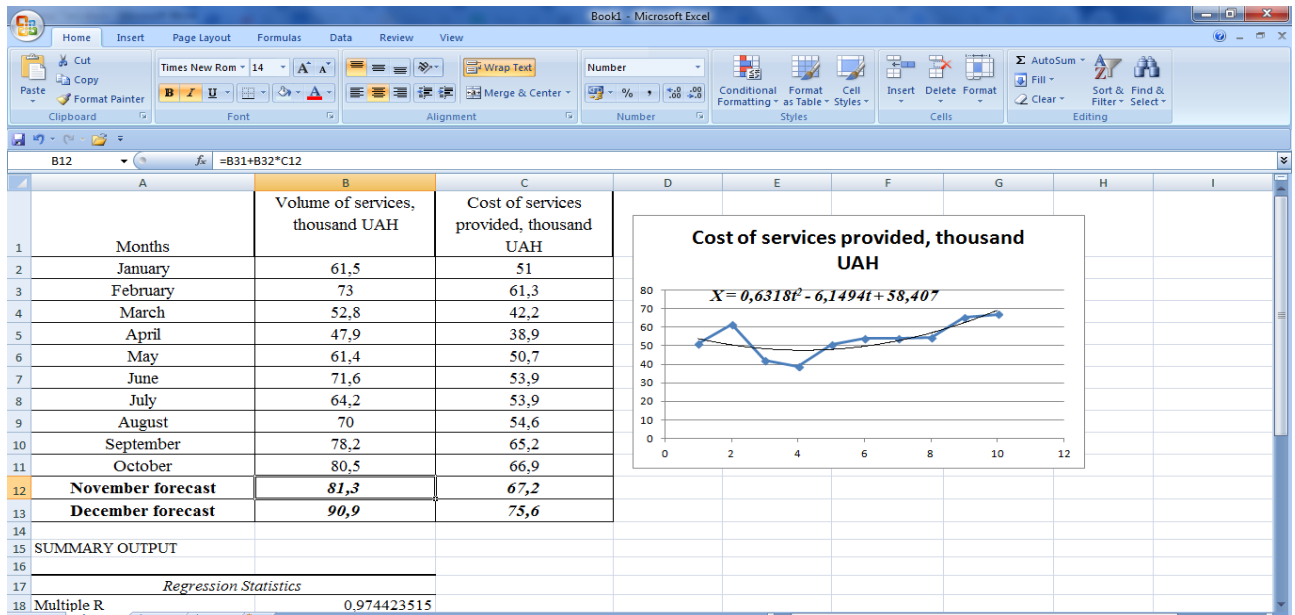 Book1 - Microsoft Excel
Home Insert Page Layout Formulas Data Review View
Paste
Cut
Copy
Format Painter
Clipboard
Times New Rom 14
B I U
Font
Wrap Text
Merge & Center
Alignment
Number
Number
Conditional Formatting
Format as Table
Cell Styles
Styles
Insert Delete Format
Cells
Σ AutoSum
Fill
Clear
Sort & Filter
Find & Select
Editing
B12 fx =B31+B32*C12
A B C D E F G H I
1 Months Volume of services, thousand UAH Cost of services provided, thousand UAH
2 January 61,5 51
3 February 73 61,3
4 March 52,8 42,2
5 April 47,9 38,9
6 May 61,4 50,7
7 June 71,6 53,9
8 July 64,2 53,9
9 August 70 54,6
10 September 78,2 65,2
11 October 80,5 66,9
12 November forecast 81,3 67,2
13 December forecast 90,9 75,6
14
15 SUMMARY OUTPUT
16
17 Regression Statistics
18 Multiple R 0,974423515
Cost of services provided, thousand
UAH
X = 0,6318t² - 6,1494t + 58,407
80
70
60
50
40
30
20
10
0
0 2 4 6 8 10 12